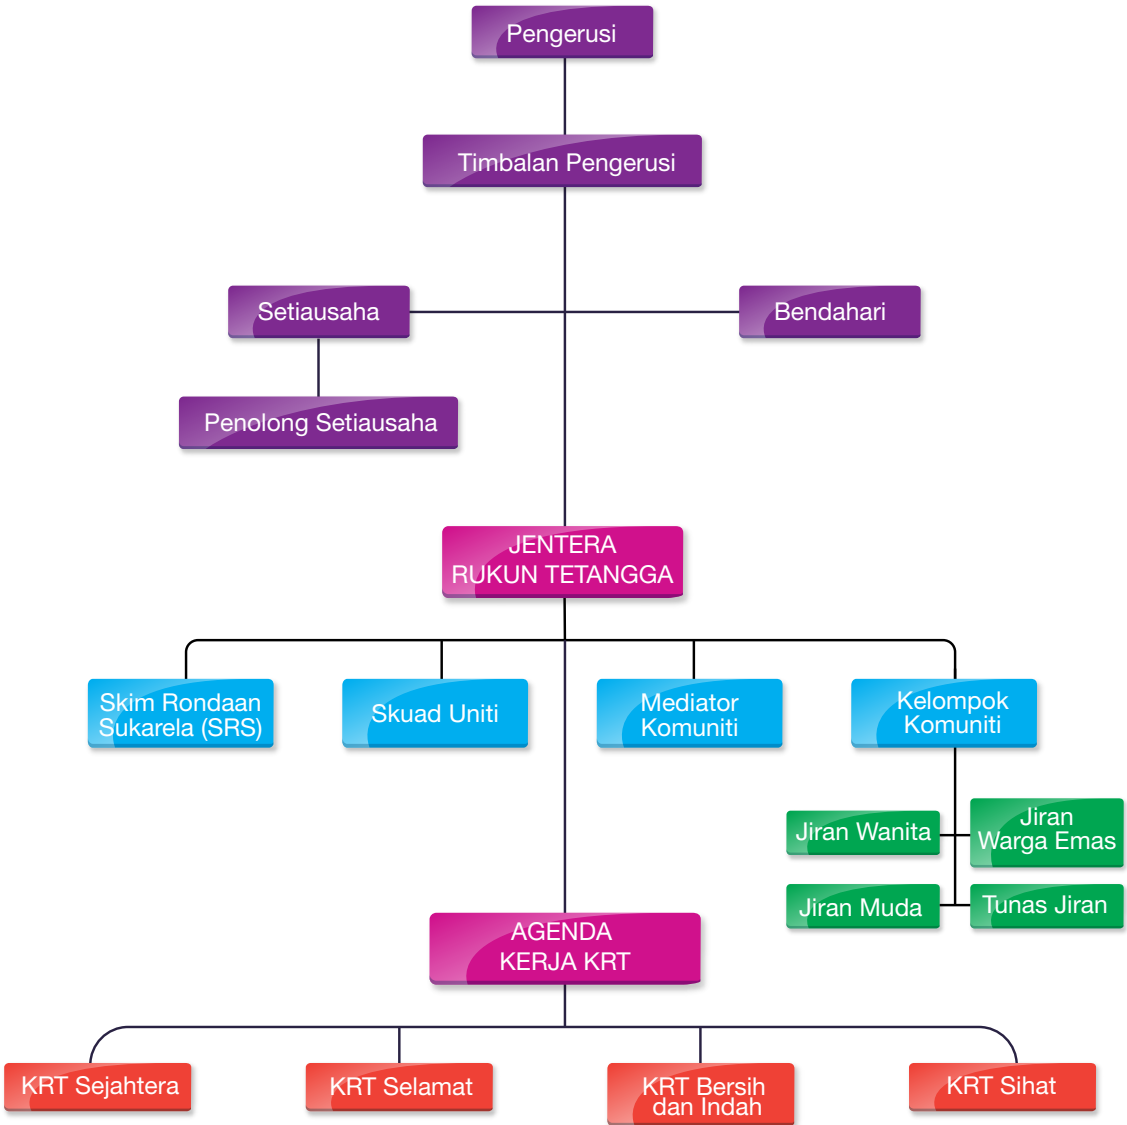 Pengerusi
Timbalan Pengerusi
Setiausaha
Bendahari
Penolong Setiausaha
JENTERA
RUKUN TETANGGA
Skim Rondaan
Sukarela (SRS)
Skuad Uniti
Mediator
Komuniti
Kelompok
Komuniti
Jiran Wanita
Jiran
Warga Emas
Jiran Muda
Tunas Jiran
AGENDA
KERJA KRT
KRT Sejahtera
KRT Selamat
KRT Bersih
dan Indah
KRT Sihat